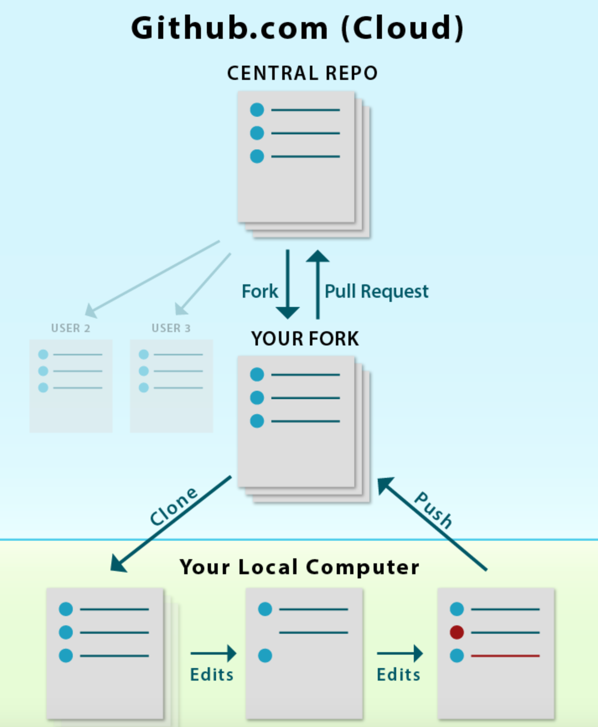 Github.com (Cloud)
CENTRAL REPO
Fork
Pull Request
USER 2
USER 3
YOUR FORK
Clone
Push
Your Local Computer
Edits
Edits